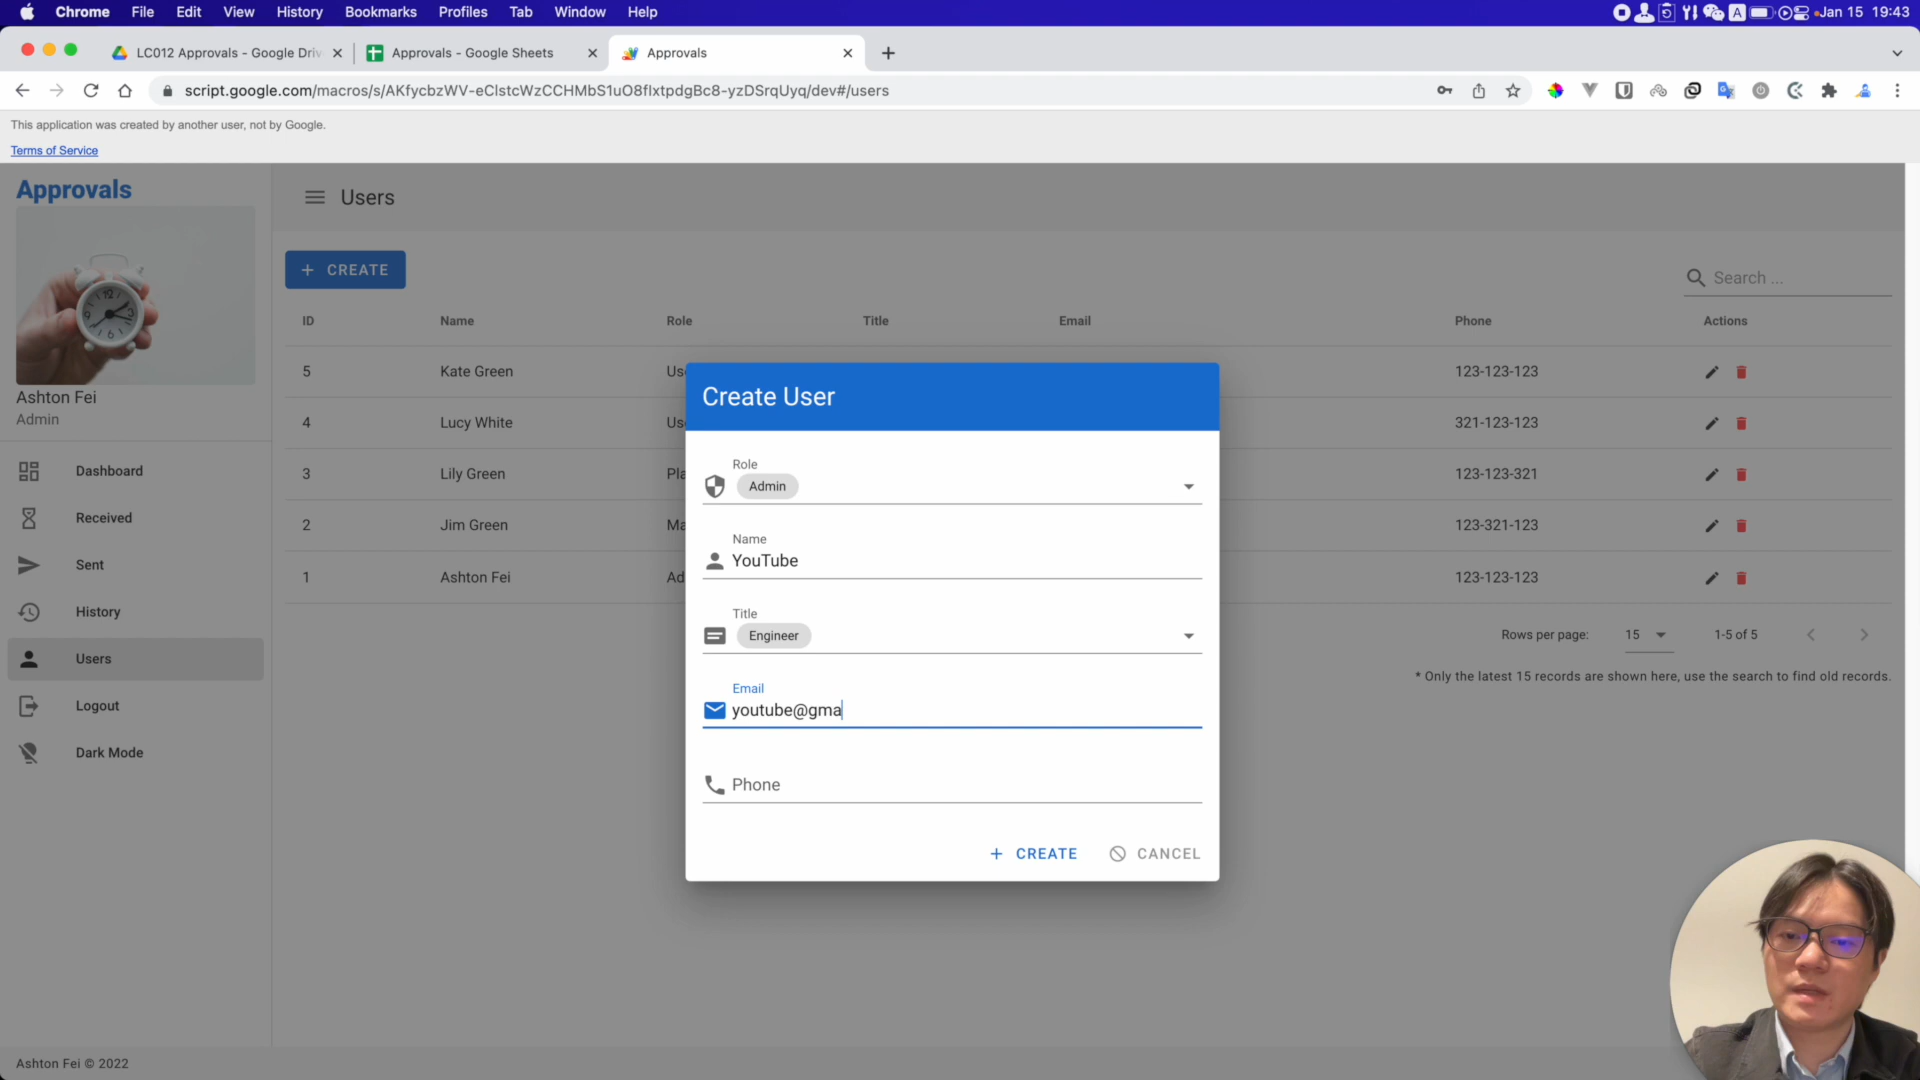 Chrome File Edit View History Bookmarks Profiles Tab Window Help
A Jan 15 19:43
LC012 Approvals - Google Driv
Approvals - Google Sheets
Approvals
script.google.com/macros/s/AKfycbzWV-eClstcWzCCHMbS1uO8flxtpdgBc8-yzDSrqUyq/dev#/users
This application was created by another user, not by Google.
Terms of Service
Approvals
Users
Ashton Fei
Admin
Dashboard
Received
Sent
History
Users
Logout
Dark Mode
CREATE
Search ...
ID Name Role Title Email Phone Actions
5 Kate Green Us 123-123-123
4 Lucy White Us 321-123-123
3 Lily Green Pla 123-123-321
2 Jim Green Ma 123-321-123
1 Ashton Fei Ad 123-123-123
Rows per page: 15 1-5 of 5
* Only the latest 15 records are shown here, use the search to find old records.
Create User
Role
Admin
Name
YouTube
Title
Engineer
Email
youtube@gma
Phone
CREATE CANCEL
Ashton Fei © 2022